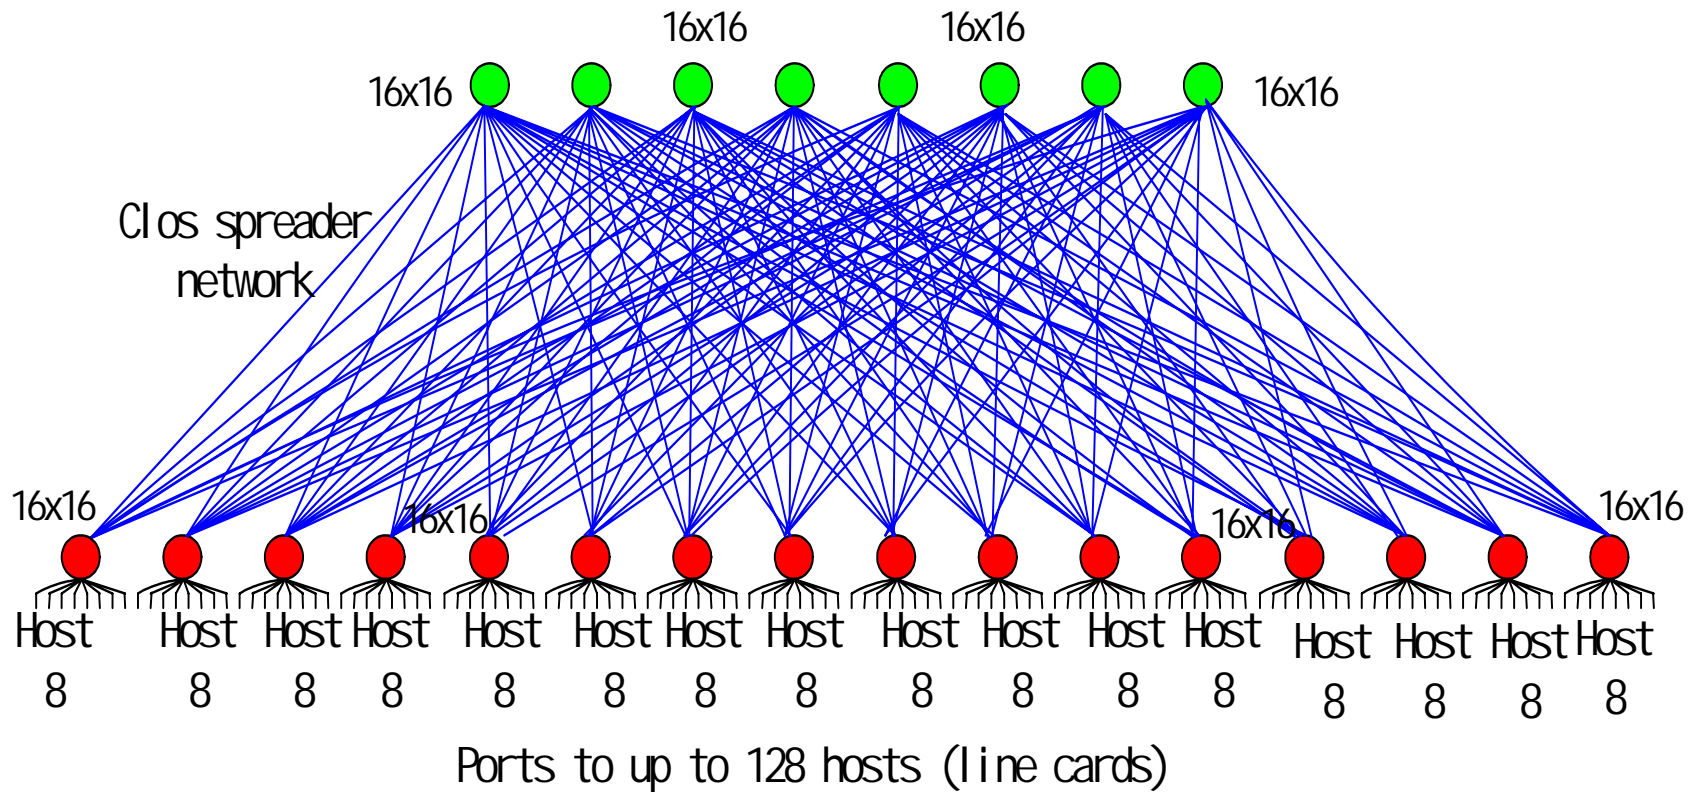 16x16 16x16
16x16 16x16
Clos spreader
network
16x16 16x16 16x16 16x16
Host Host Host Host Host Host Host Host Host Host Host Host Host Host Host Host
8 8 8 8 8 8 8 8 8 8 8 8 8 8 8 8
Ports to up to 128 hosts (line cards)